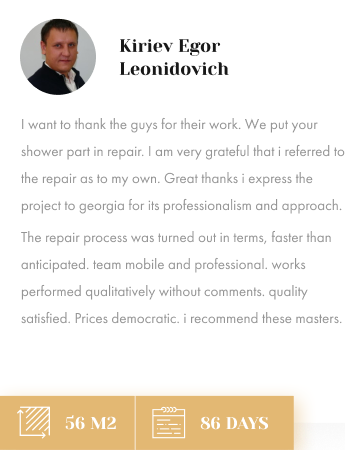 Kiriev Egor
Leonidovich
I want to thank the guys for their work. We put your
shower part in repair. I am very grateful that i referred to
the repair as to my own. Great thanks i express the
project to georgia for its professionalism and approach.
The repair process was turned out in terms, faster than
anticipated. team mobile and professional. works
performed qualitatively without comments. quality
satisfied. Prices democratic. i recommend these masters.
56 M2
86 DAYS